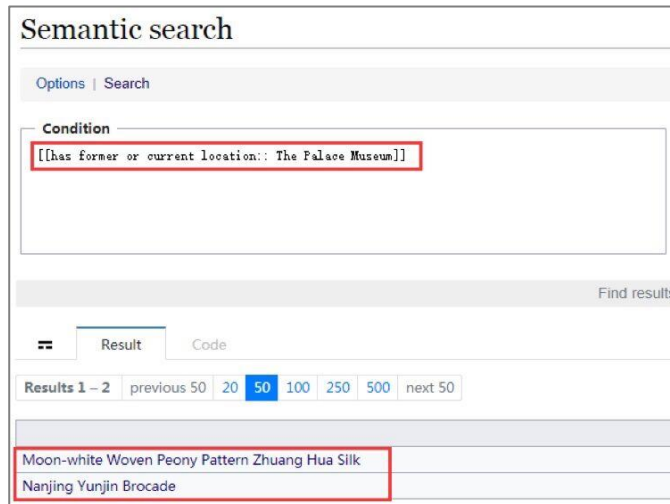 Semantic search
Options | Search
Condition
[[has former or current location:: The Palace Museum]]
Find results
Result Code
Results 1 – 2 previous 50 20 50 100 250 500 next 50
Moon-white Woven Peony Pattern Zhuang Hua Silk
Nanjing Yunjin Brocade